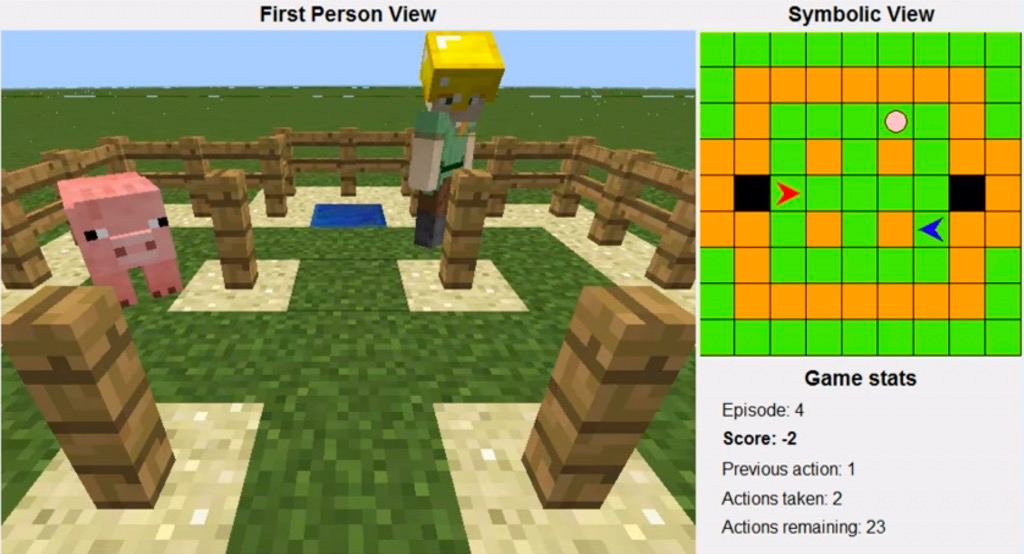 First Person View
Symbolic View
Game stats
Episode: 4
Score: -2
Previous action: 1
Actions taken: 2
Actions remaining: 23